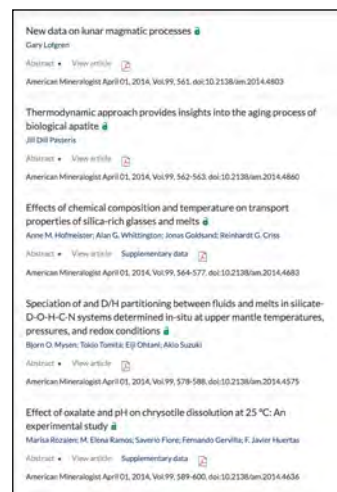 New data on lunar magmatic processes
Gary Lofgren
Abstract View article
American Mineralogist April 01, 2014, Vol.99, 561. doi:10.2138/am.2014.4803
Thermodynamic approach provides insights into the aging process of
biological apatite
Jill Dill Pasteris
Abstract View article
American Mineralogist April 01, 2014, Vol.99, 562-563. doi:10.2138/am.2014.4860
Effects of chemical composition and temperature on transport
properties of silica-rich glasses and melts
Anne M. Hofmeister; Alan G. Whittington; Jonas Goldsand; Reinhardt G. Criss
Abstract View article Supplementary data
American Mineralogist April 01, 2014, Vol.99, 564-577. doi:10.2138/am.2014.4683
Speciation of and D/H partitioning between fluids and melts in silicate-
D-O-H-C-N systems determined in-situ at upper mantle temperatures,
pressures, and redox conditions
Bjorn O. Mysen; Tokio Tomita; Eiji Ohtani; Akio Suzuki
Abstract View article
American Mineralogist April 01, 2014, Vol.99, 578-588. doi:10.2138/am.2014.4575
Effect of oxalate and pH on chrysotile dissolution at 25 °C: An
experimental study
Marisa Rozalen; M. Elena Ramos; Saverio Fiore; Fernando Gervilla; F. Javier Huertas
Abstract View article Supplementary data
American Mineralogist April 01, 2014, Vol.99, 589-600. doi:10.2138/am.2014.4636